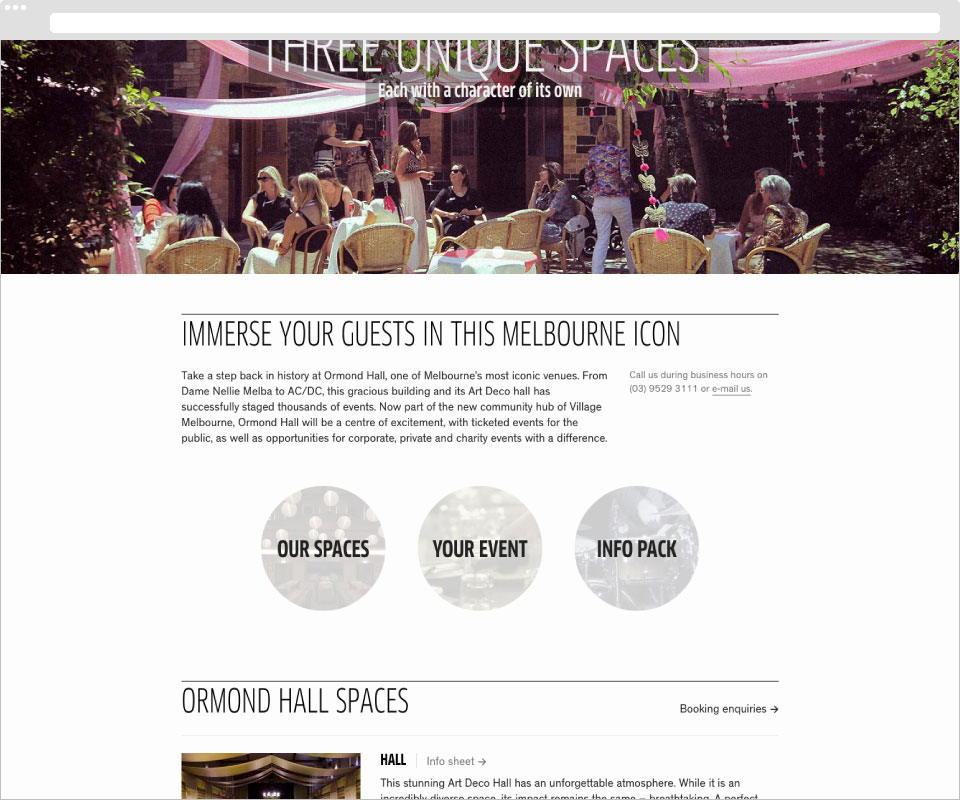 THREE UNIQUE SPACES
Each with a character of its own
IMMERSE YOUR GUESTS IN THIS MELBOURNE ICON
Take a step back in history at Ormond Hall, one of Melbourne's most iconic venues. From
Dame Nellie Melba to AC/DC, this gracious building and its Art Deco hall has
successfully staged thousands of events. Now part of the new community hub of Village
Melbourne, Ormond Hall will be a centre of excitement, with ticketed events for the
public, as well as opportunities for corporate, private and charity events with a difference.
Call us during business hours on
(03) 9529 3111 or e-mail us.
OUR SPACES
YOUR EVENT
INFO PACK
ORMOND HALL SPACES
Booking enquiries →
HALL
Info sheet →
This stunning Art Deco Hall has an unforgettable atmosphere. While it is an
incredibly diverse space, its impact remains the same – breathtaking. A perfect